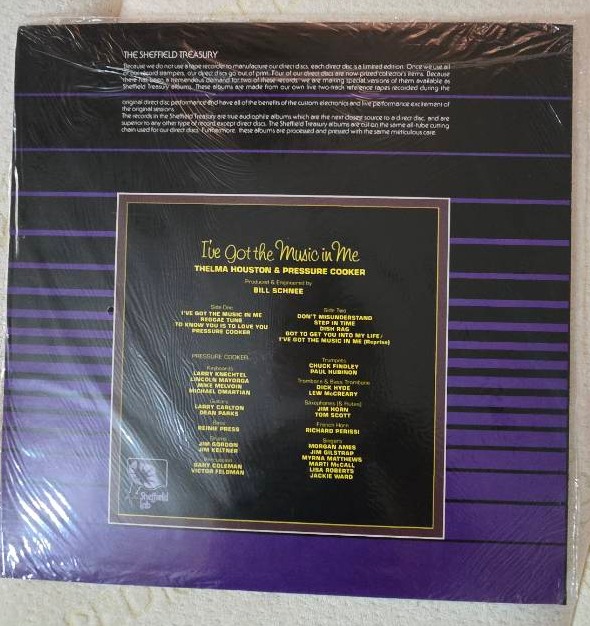 THE SHEFFIELD TREASURY
Because we do not use a tape recorder to manufacture our direct discs, each direct disc is a limited edition. Once we use all
of our record stampers, our direct discs go out of print. Four of our direct discs are now prized collector's items. Because
there has been a tremendous demand for two of these records, we are making special versions of them available as
Sheffield Treasury albums. These albums are made from our own live two-track reference tapes recorded during the
original direct disc performance and have all of the benefits of the custom electronics and live performance excitement of
the original sessions.
The records in the Sheffield Treasury are true audiophile albums which are the next closest source to a direct disc, and are
superior to any other type of record except direct discs. The Sheffield Treasury albums are cut on the same all-tube cutting
chain used for our direct discs. Furthermore, these albums are processed and pressed with the same meticulous care.
I've Got the Music in Me
THELMA HOUSTON & PRESSURE COOKER
Produced & Engineered by
BILL SCHNEE
Side One
I'VE GOT THE MUSIC IN ME
REGGAE TUNE
TO KNOW YOU IS TO LOVE YOU
PRESSURE COOKER
Side Two
DON'T MISUNDERSTAND
STEP IN TIME
DISH RAG
GOT TO GET YOU INTO MY LIFE/
I'VE GOT THE MUSIC IN ME (Reprise)
PRESSURE COOKER
Keyboards
LARRY KNECHTEL
LINCOLN MAYORGA
MIKE MELVOIN
MICHAEL OMARTIAN
Guitars
LARRY CARLTON
DEAN PARKS
Bass
REINIE PRESS
Drums
JIM GORDON
JIM KELTNER
Percussion
GARY COLEMAN
VICTOR FELDMAN
Trumpets
CHUCK FINDLEY
PAUL HUBINON
Trombone & Bass Trombone
DICK HYDE
LEW McCREARY
Saxophones (& Flutes)
JIM HORN
TOM SCOTT
French Horn
RICHARD PERISSI
Singers
MORGAN AMES
JIM GILSTRAP
MYRNA MATTHEWS
MARTI McCALL
LISA ROBERTS
JACKIE WARD
Sheffield
Lab